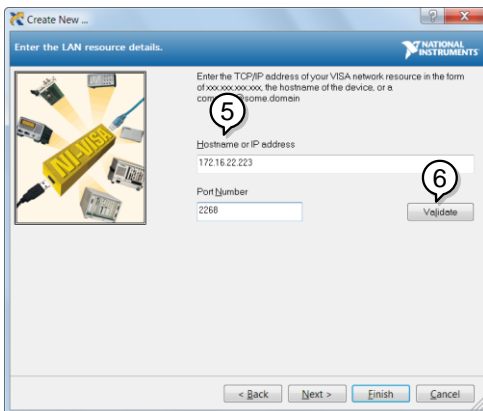 Create New ...
Enter the LAN resource details.
NATIONAL
INSTRUMENTS
Enter the TCP/IP address of your VISA network resource in the form
of xxx.xxx.xxx.xxx, the hostname of the device, or a
@some.domain
5
Hostname or IP address
172.16.22.223
6
Port Number
2268
Validate
NI-VISA
< Back
Next >
Finish
Cancel